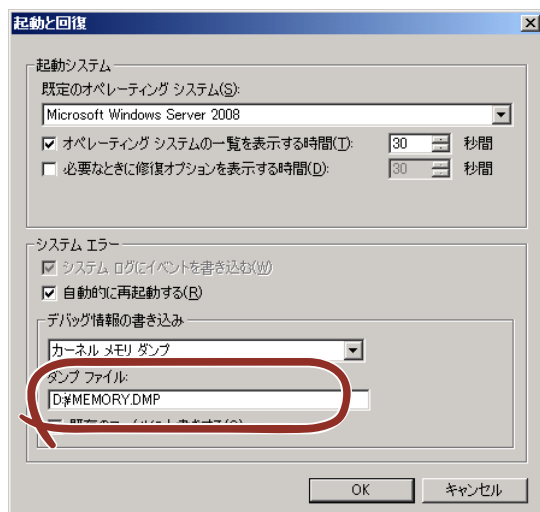 起動と回復
起動システム
既定のオペレーティング システム(S):
Microsoft Windows Server 2008
オペレーティング システムの一覧を表示する時間(T): 30 秒間
必要なときに修復オプションを表示する時間(D): 30 秒間
システム エラー
システム ログにイベントを書き込む(W)
自動的に再起動する(R)
デバッグ情報の書き込み
カーネル メモリ ダンプ
ダンプ ファイル:
D:¥MEMORY.DMP
OK キャンセル